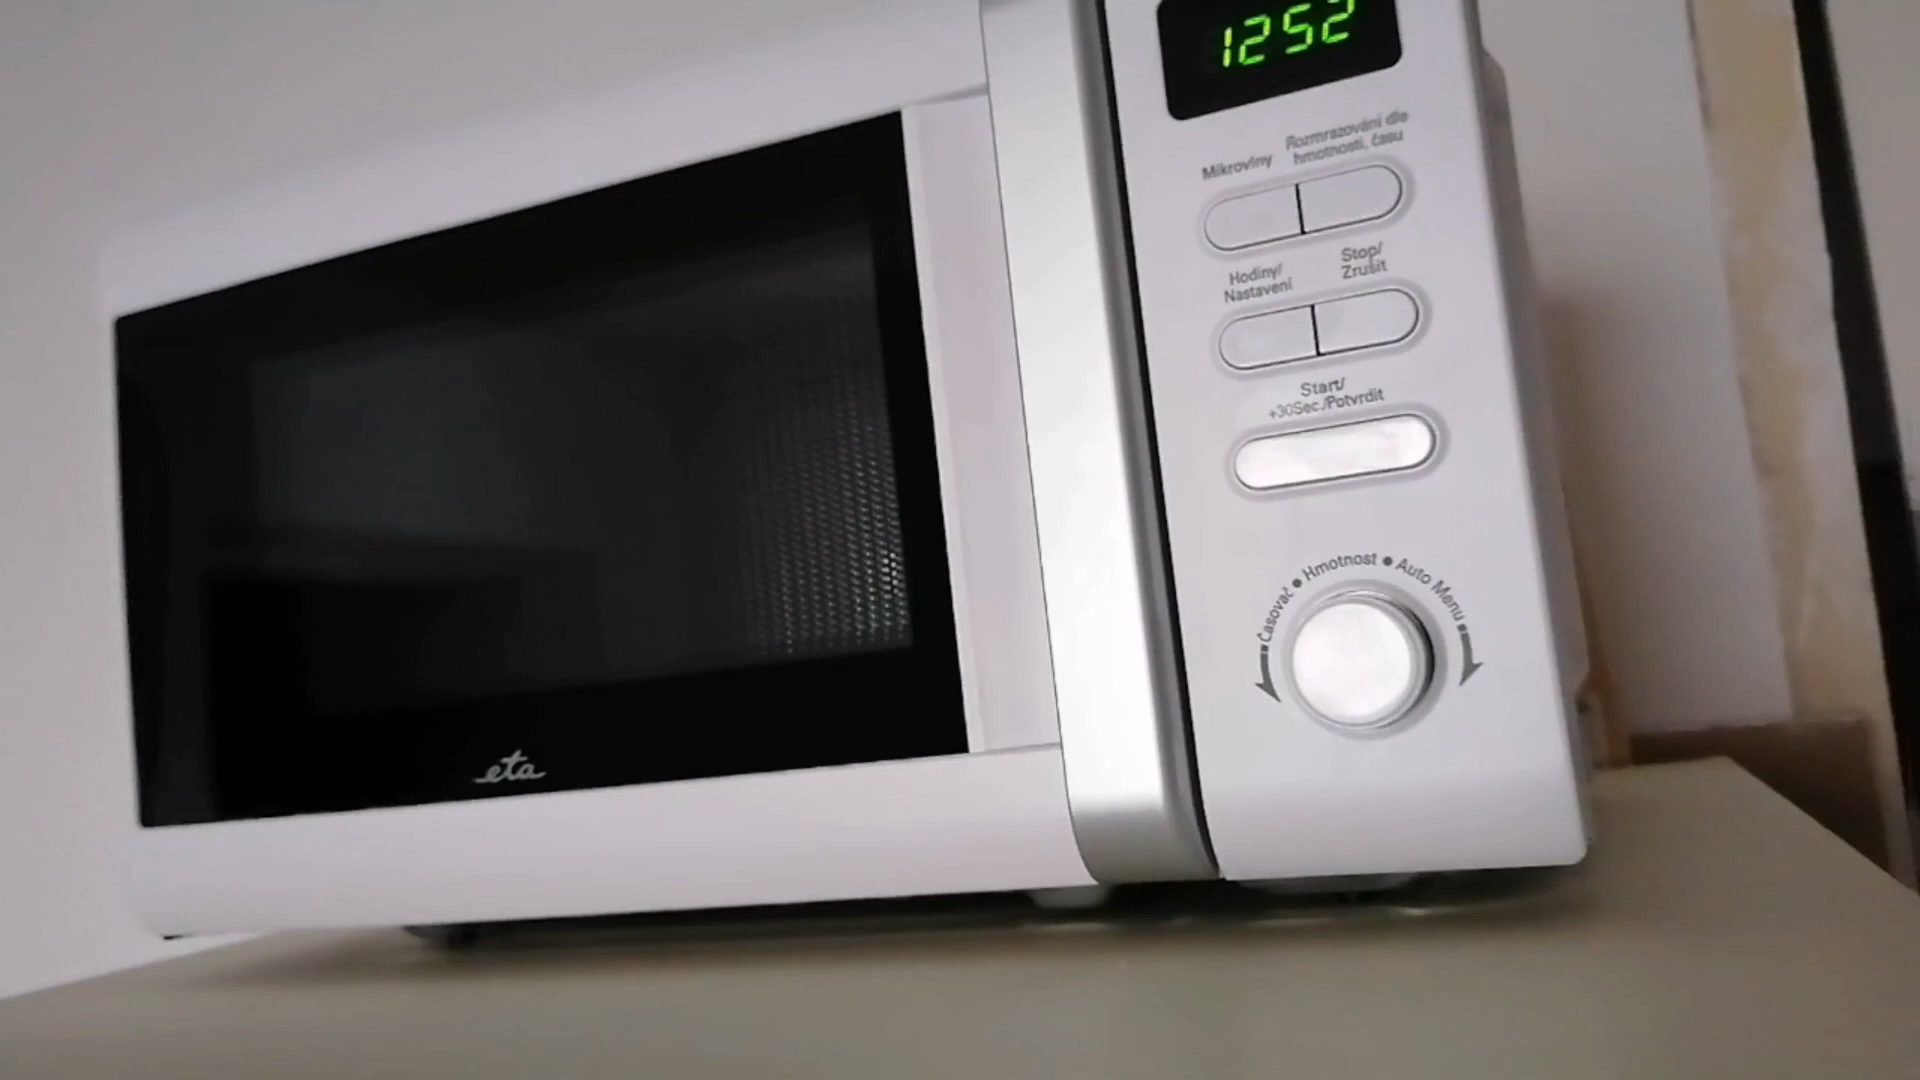 1252
Mikrovlny
Rozmrazování dle
hmotnosti, času
Hodiny/
Nastavení
Stop/
Zrušit
Start/
+30Sec./Potvrdit
Časovač • Hmotnost • Auto Menu
eta